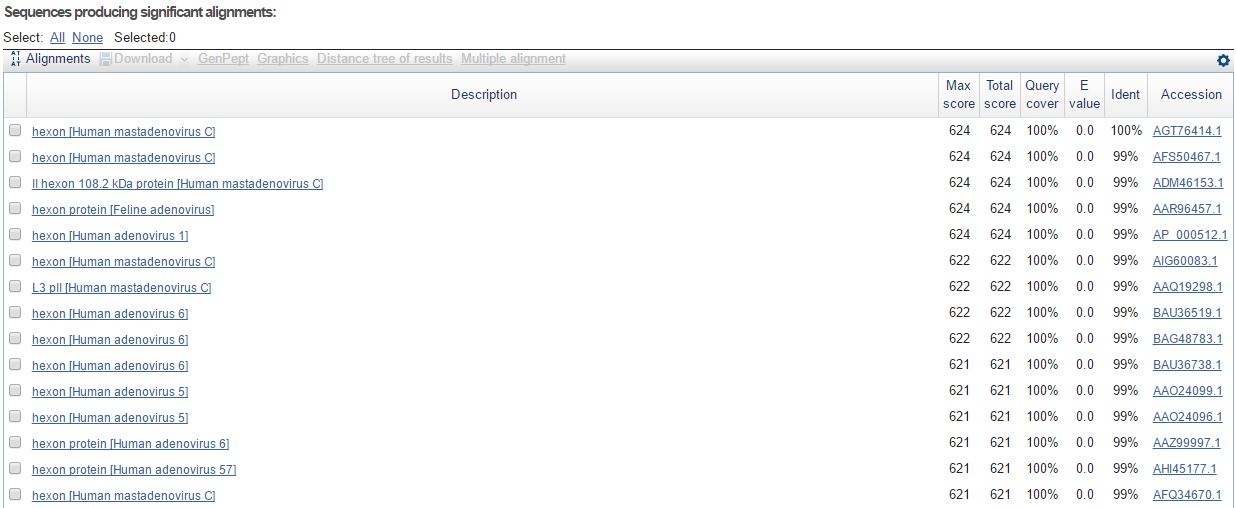 Sequences producing significant alignments:
Select: All None Selected:0
Alignments Download GenPept Graphics Distance tree of results Multiple alignment
Description Max score Total score Query cover E value Ident Accession
hexon [Human mastadenovirus C] 624 624 100% 0.0 100% AGT76414.1
hexon [Human mastadenovirus C] 624 624 100% 0.0 99% AFS50467.1
II hexon 108.2 kDa protein [Human mastadenovirus C] 624 624 100% 0.0 99% ADM46153.1
hexon protein [Feline adenovirus] 624 624 100% 0.0 99% AAR96457.1
hexon [Human adenovirus 1] 624 624 100% 0.0 99% AP_000512.1
hexon [Human mastadenovirus C] 622 622 100% 0.0 99% AIG60083.1
L3 pII [Human mastadenovirus C] 622 622 100% 0.0 99% AAQ19298.1
hexon [Human adenovirus 6] 622 622 100% 0.0 99% BAU36519.1
hexon [Human adenovirus 6] 622 622 100% 0.0 99% BAG48783.1
hexon [Human adenovirus 6] 621 621 100% 0.0 99% BAU36738.1
hexon [Human adenovirus 5] 621 621 100% 0.0 99% AAO24099.1
hexon [Human adenovirus 5] 621 621 100% 0.0 99% AAO24096.1
hexon protein [Human adenovirus 6] 621 621 100% 0.0 99% AAZ99997.1
hexon protein [Human adenovirus 57] 621 621 100% 0.0 99% AHI45177.1
hexon [Human mastadenovirus C] 621 621 100% 0.0 99% AFQ34670.1